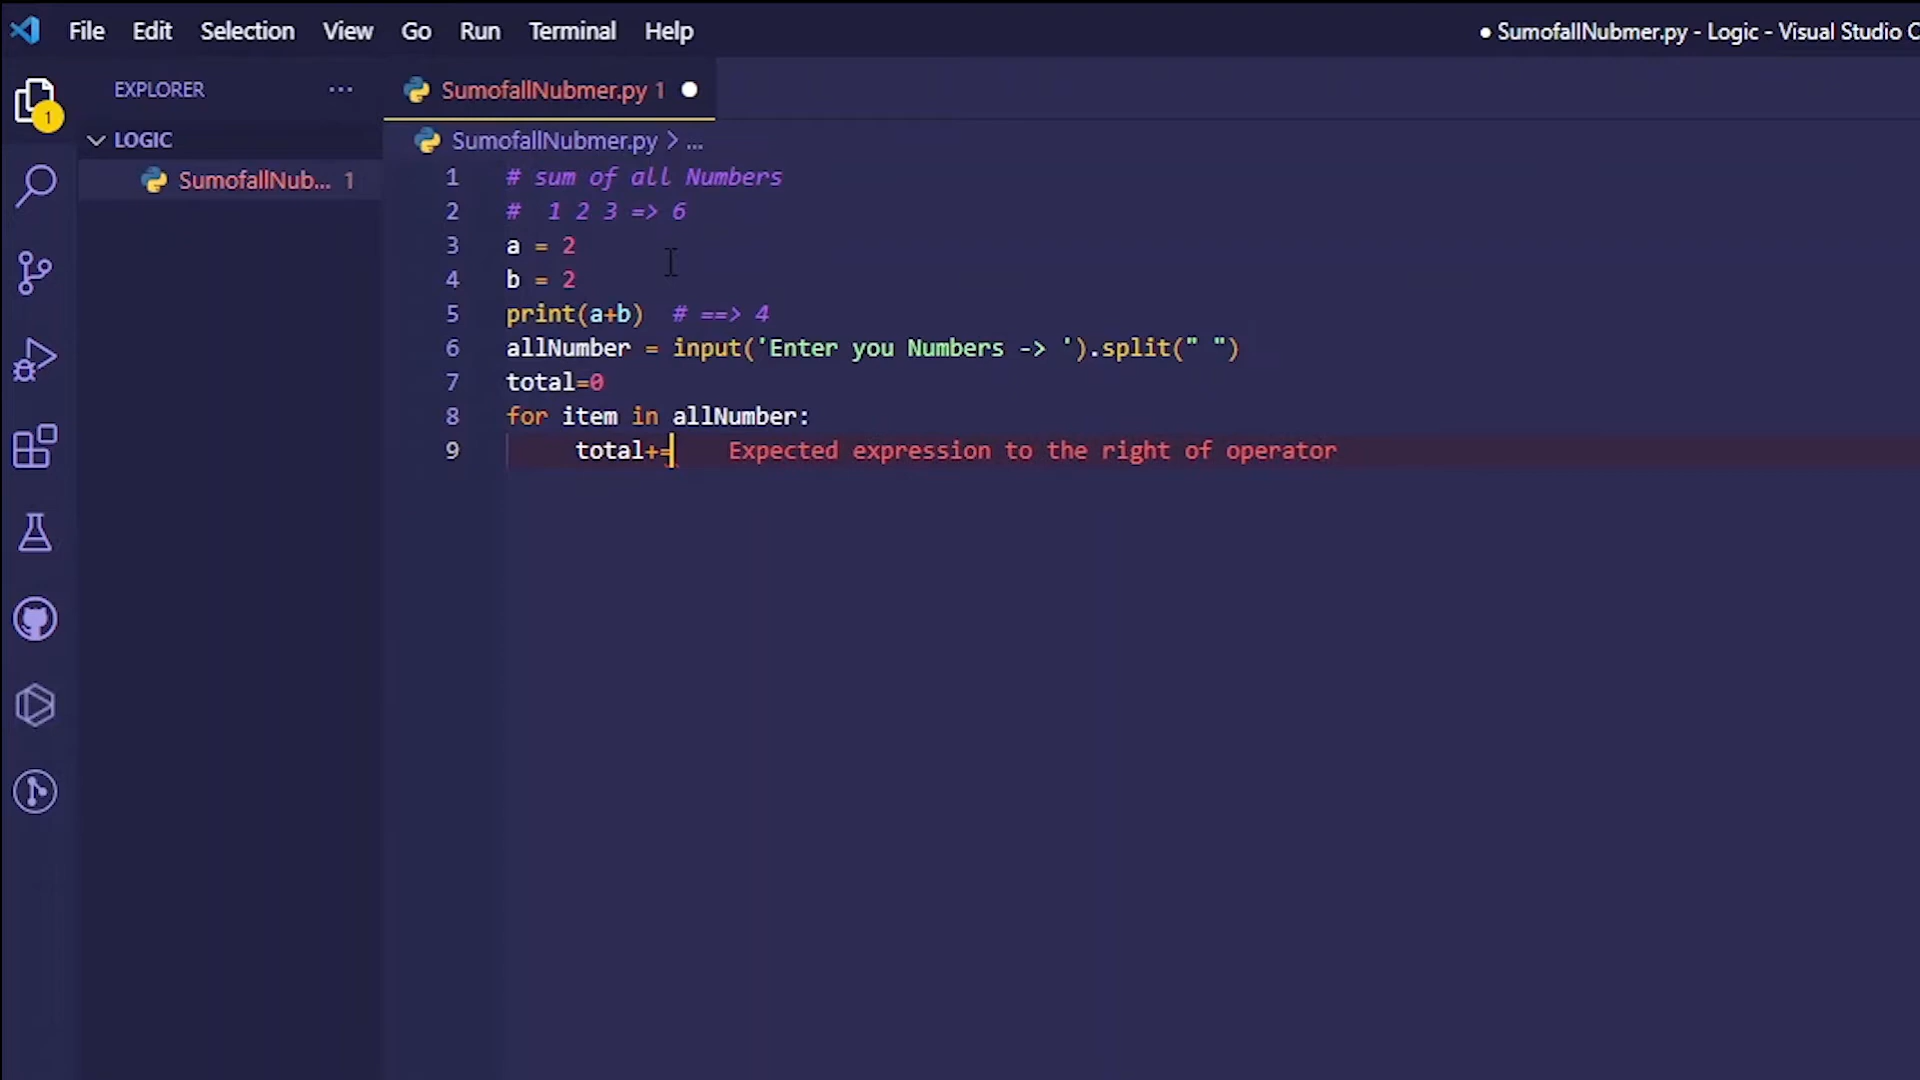 File Edit Selection View Go Run Terminal Help
● SumofallNubmer.py - Logic - Visual Studio C
EXPLORER ...
SumofallNubmer.py 1 ●
1
LOGIC
SumofallNub... 1
SumofallNubmer.py > ...
1 # sum of all Numbers
2 #  1 2 3 => 6
3 a = 2
4 b = 2
5 print(a+b)  # ==> 4
6 allNumber = input('Enter you Numbers -> ').split(" ")
7 total=0
8 for item in allNumber:
9      total+=    Expected expression to the right of operator